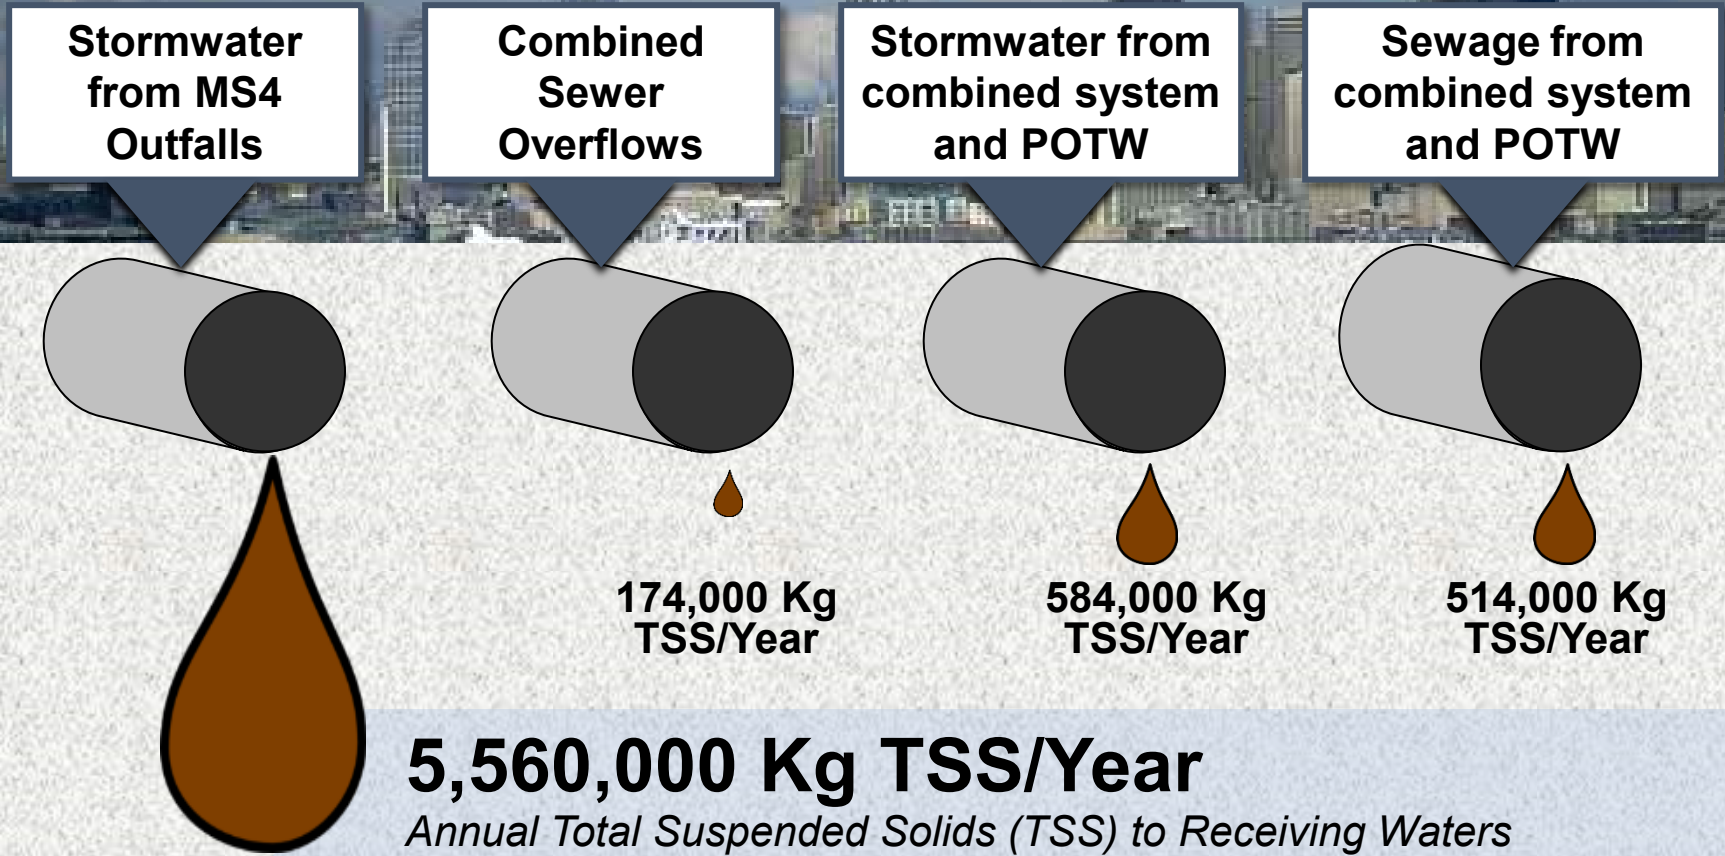 Stormwater
from MS4
Outfalls
Combined
Sewer
Overflows
Stormwater from
combined system
and POTW
Sewage from
combined system
and POTW
174,000 Kg
TSS/Year
584,000 Kg
TSS/Year
514,000 Kg
TSS/Year
5,560,000 Kg TSS/Year
Annual Total Suspended Solids (TSS) to Receiving Waters